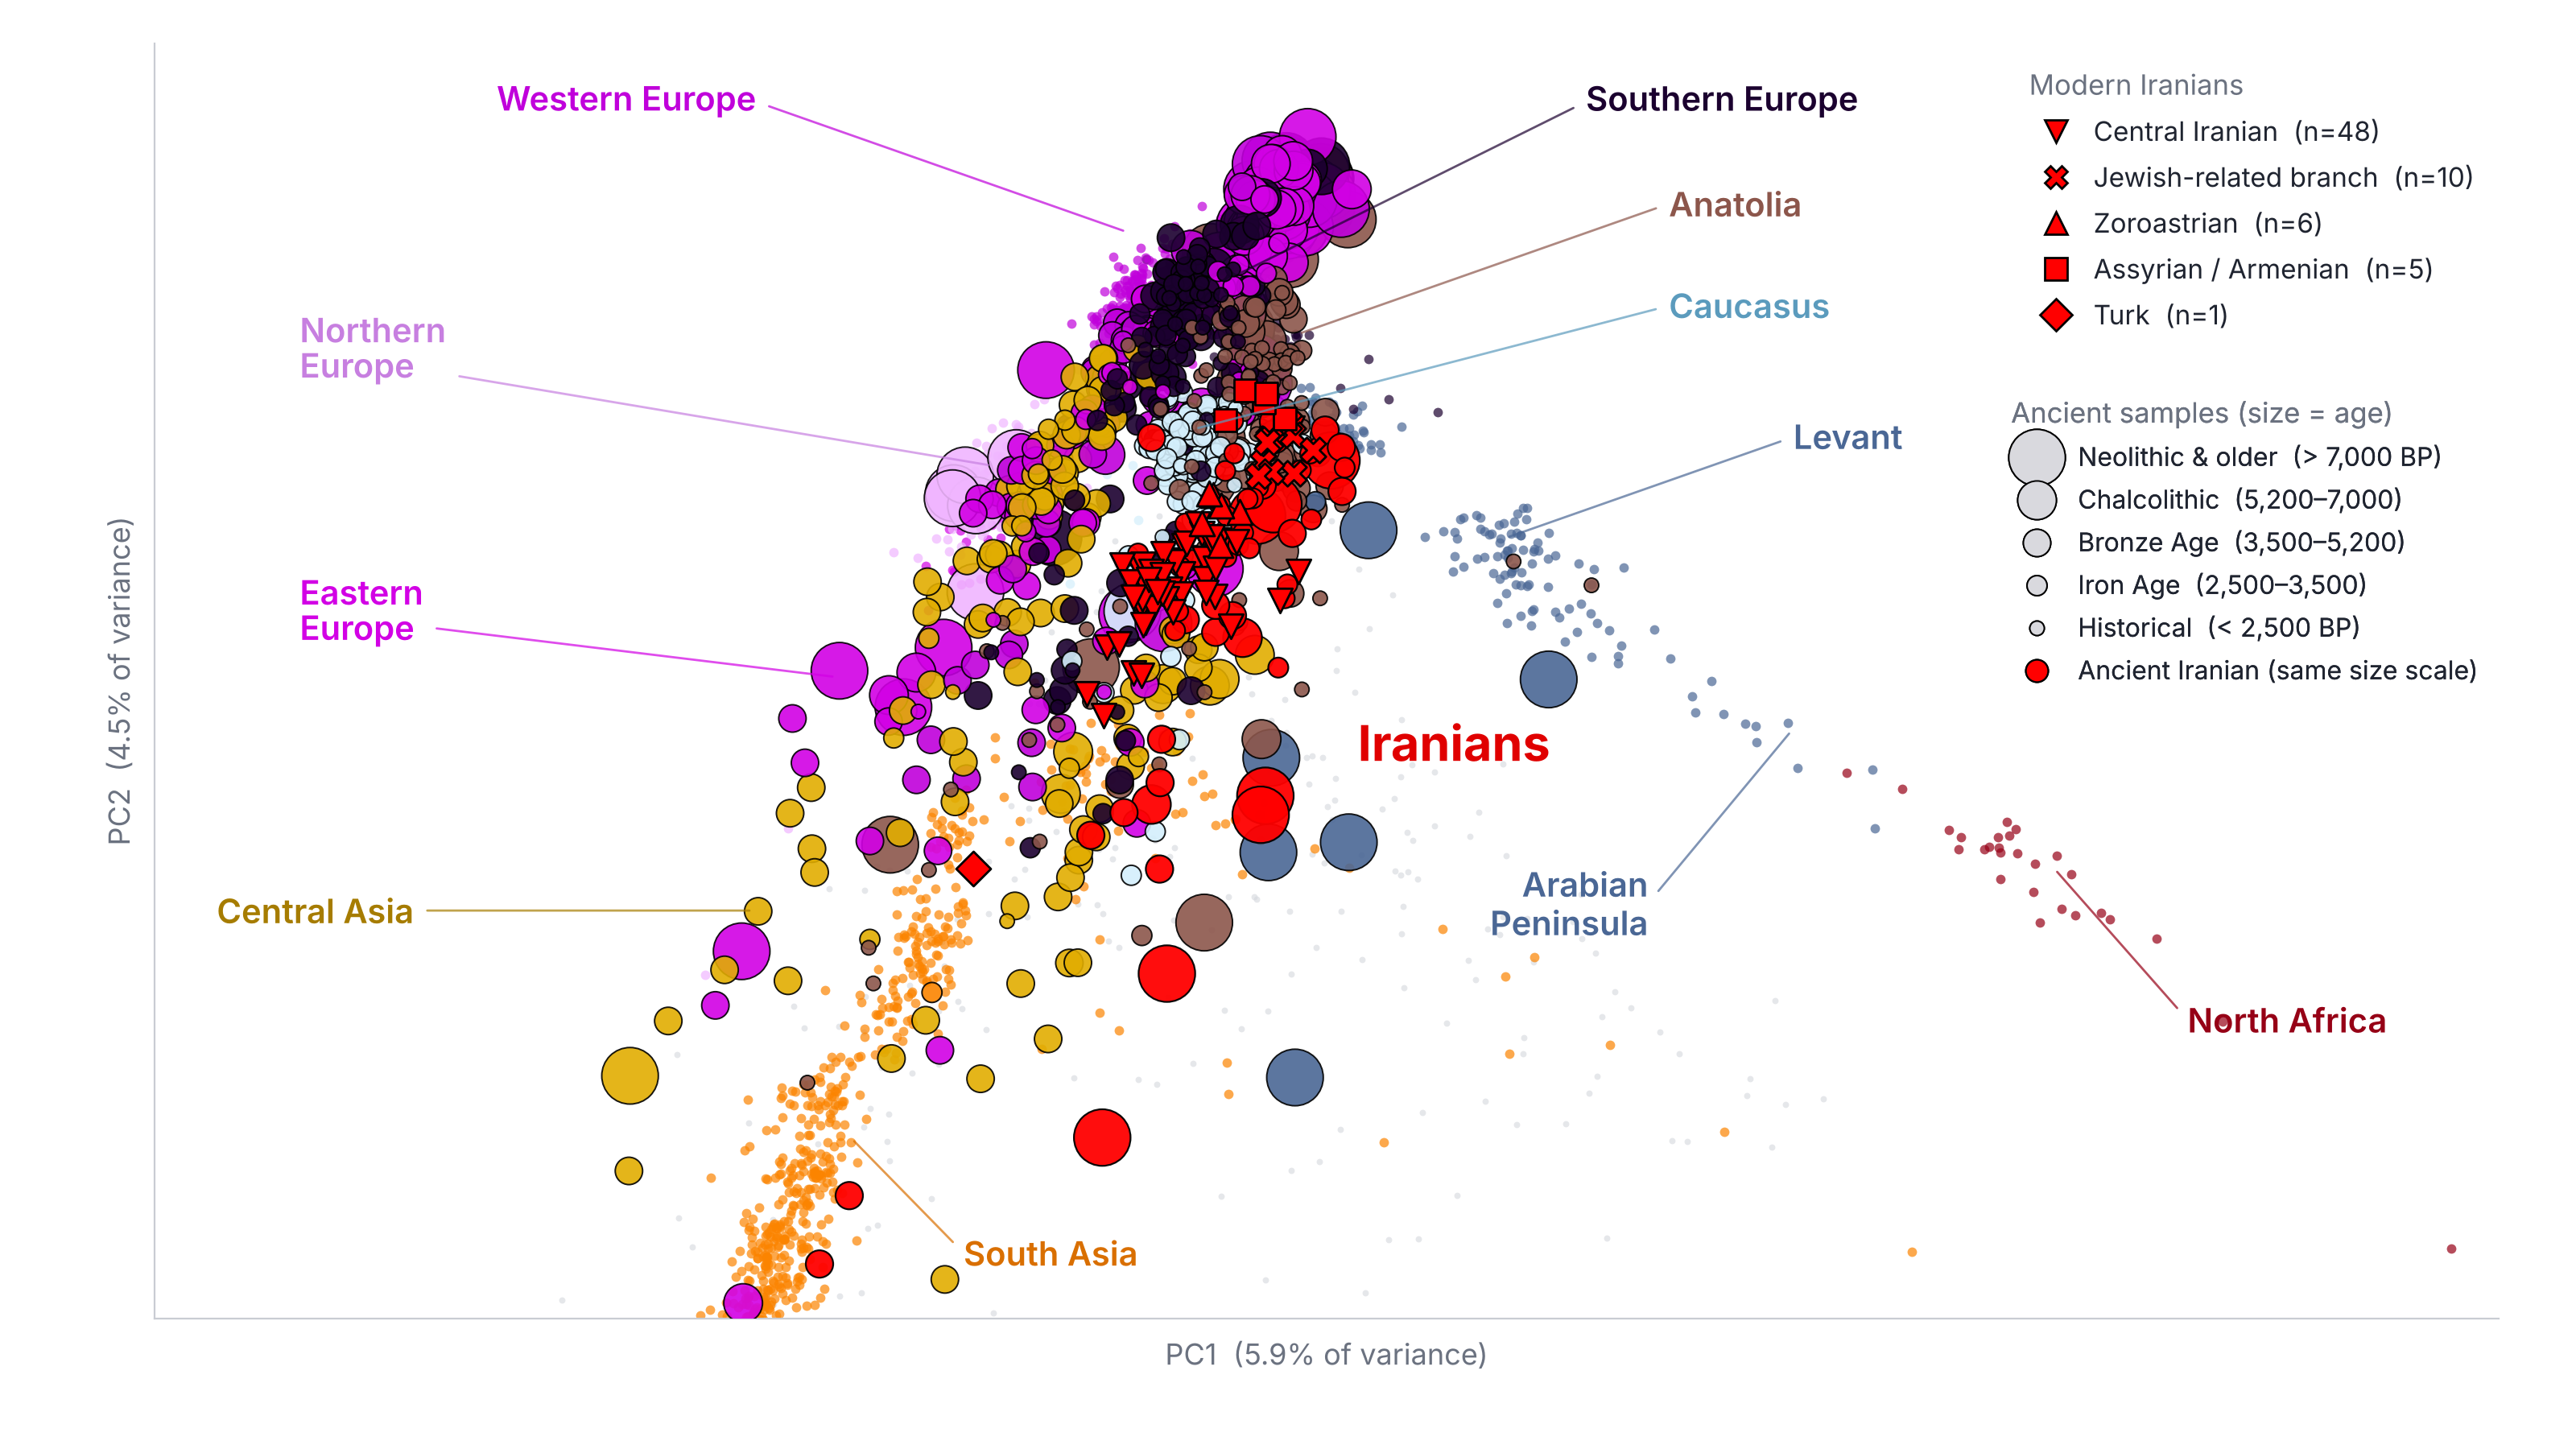 Western Europe
Southern Europe
Anatolia
Caucasus
Northern
Europe
Levant
Eastern
Europe
Iranians
Central Asia
Arabian
Peninsula
North Africa
South Asia
PC2 (4.5% of variance)
PC1 (5.9% of variance)
Modern Iranians
Central Iranian (n=48)
Jewish-related branch (n=10)
Zoroastrian (n=6)
Assyrian / Armenian (n=5)
Turk (n=1)
Ancient samples (size = age)
Neolithic & older (> 7,000 BP)
Chalcolithic (5,200–7,000)
Bronze Age (3,500–5,200)
Iron Age (2,500–3,500)
Historical (< 2,500 BP)
Ancient Iranian (same size scale)